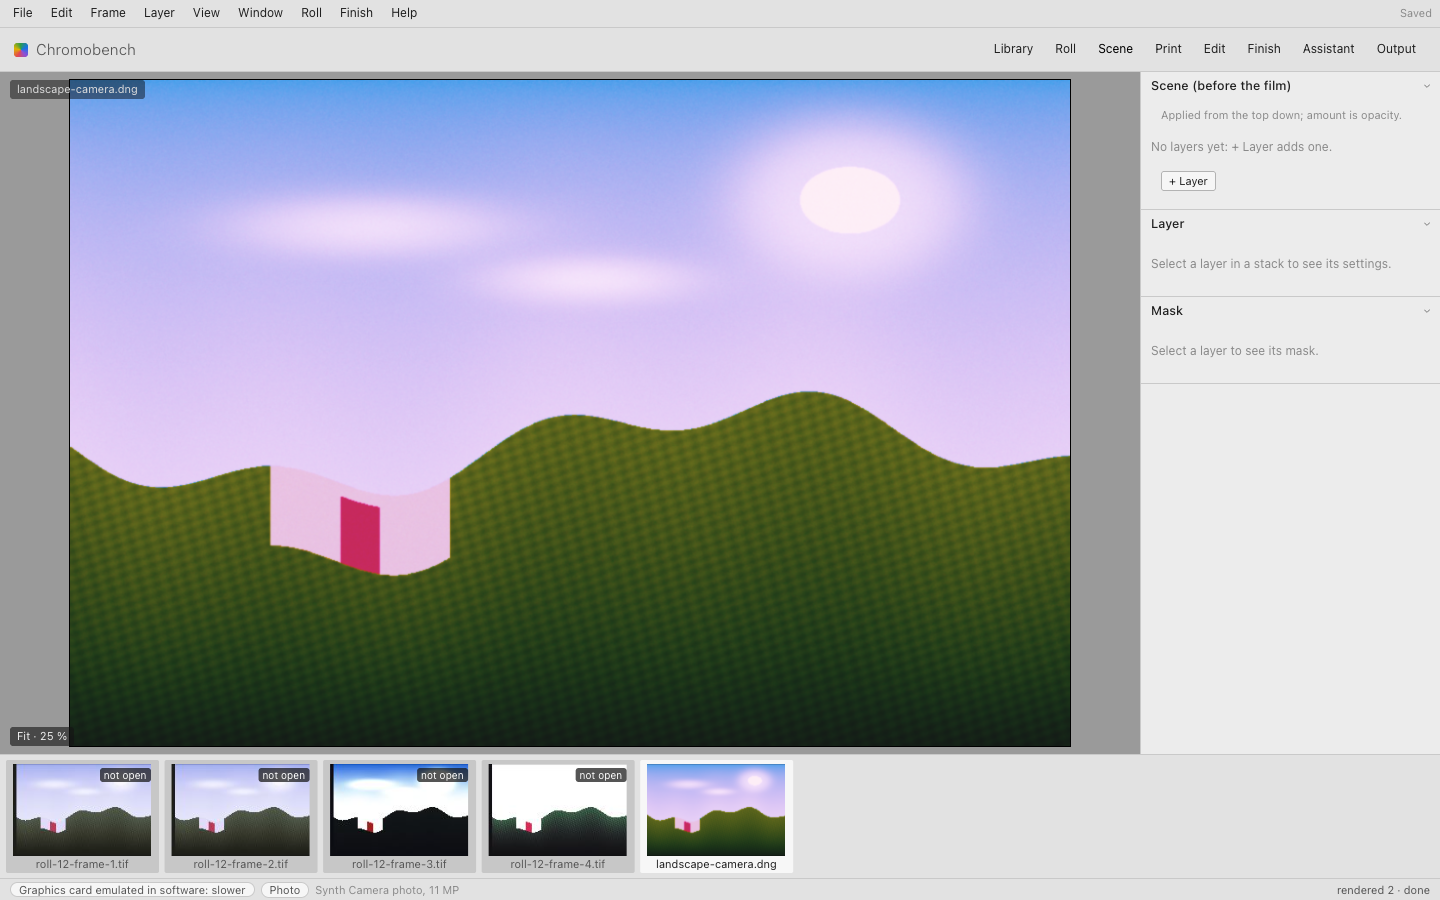 File Edit Frame Layer View Window Roll Finish Help Saved
Chromobench Library Roll Scene Print Edit Finish Assistant Output
landscape-camera.dng
Scene (before the film)
Applied from the top down; amount is opacity.
No layers yet: + Layer adds one.
+ Layer
Layer
Select a layer in a stack to see its settings.
Mask
Select a layer to see its mask.
Fit · 25 %
not open not open not open not open
roll-12-frame-1.tif roll-12-frame-2.tif roll-12-frame-3.tif roll-12-frame-4.tif landscape-camera.dng
Graphics card emulated in software: slower Photo Synth Camera photo, 11 MP rendered 2 · done